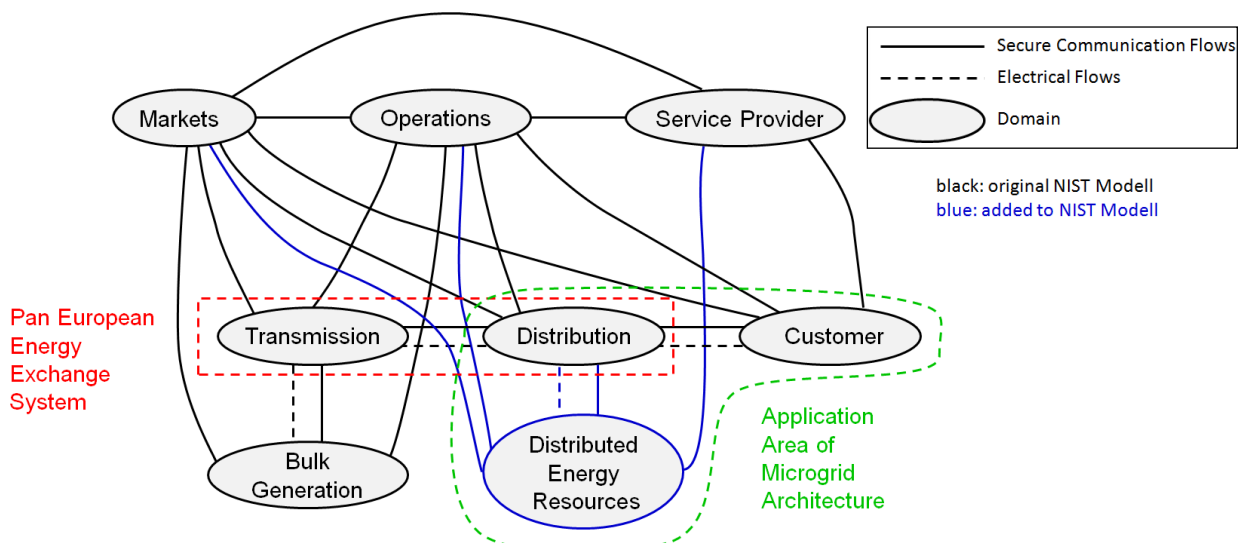 Secure Communication Flows
Electrical Flows
Domain
Markets
Operations
Service Provider
black: original NIST Modell
blue: added to NIST Modell
Pan European
Energy
Exchange
System
Transmission
Distribution
Customer
Bulk
Generation
Distributed
Energy
Resources
Application
Area of
Microgrid
Architecture